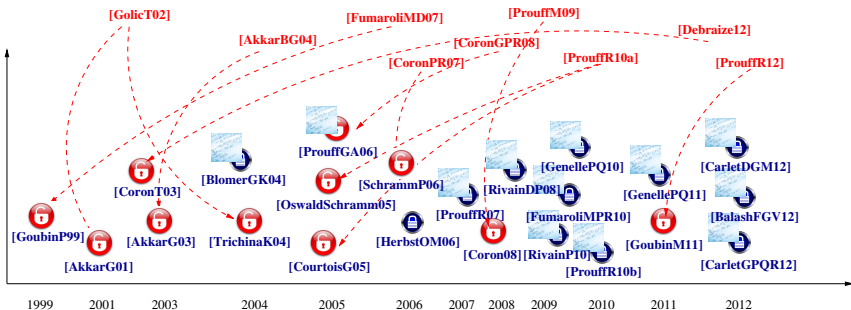 [GolicT02]
[FumaroliMD07]
[ProuffM09]
[AkkarBG04]
[CoronGPR08]
[Debraize12]
[CoronPR07]
[ProuffR10a]
[ProuffR12]
[ProuffGA06]
[GenellePQ10]
[CarletDGM12]
[CoronT03]
[BlomerGK04]
[SchrammP06]
[RivainDP08]
[GenellePQ11]
[OswaldSchramm05]
[ProuffR07]
[FumaroliMPR10]
[BalashFGV12]
[GoubinP99]
[AkkarG03]
[TrichinaK04]
[HerbstOM06]
[Coron08]
[RivainP10]
[GoubinM11]
[AkkarG01]
[CourtoisG05]
[ProuffR10b]
[CarletGPQR12]
1999 2001 2003 2004 2005 2006 2007 2008 2009 2010 2011 2012